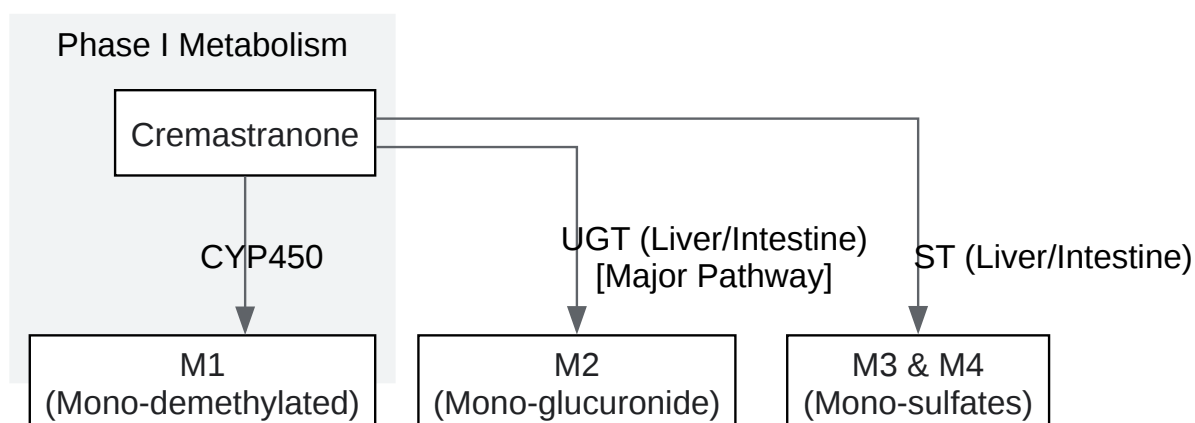 Phase I Metabolism
Cremastranone
CYP450
UGT (Liver/Intestine)
[Major Pathway]
ST (Liver/Intestine)
M1
(Mono-demethylated)
M2
(Mono-glucuronide)
M3 & M4
(Mono-sulfates)